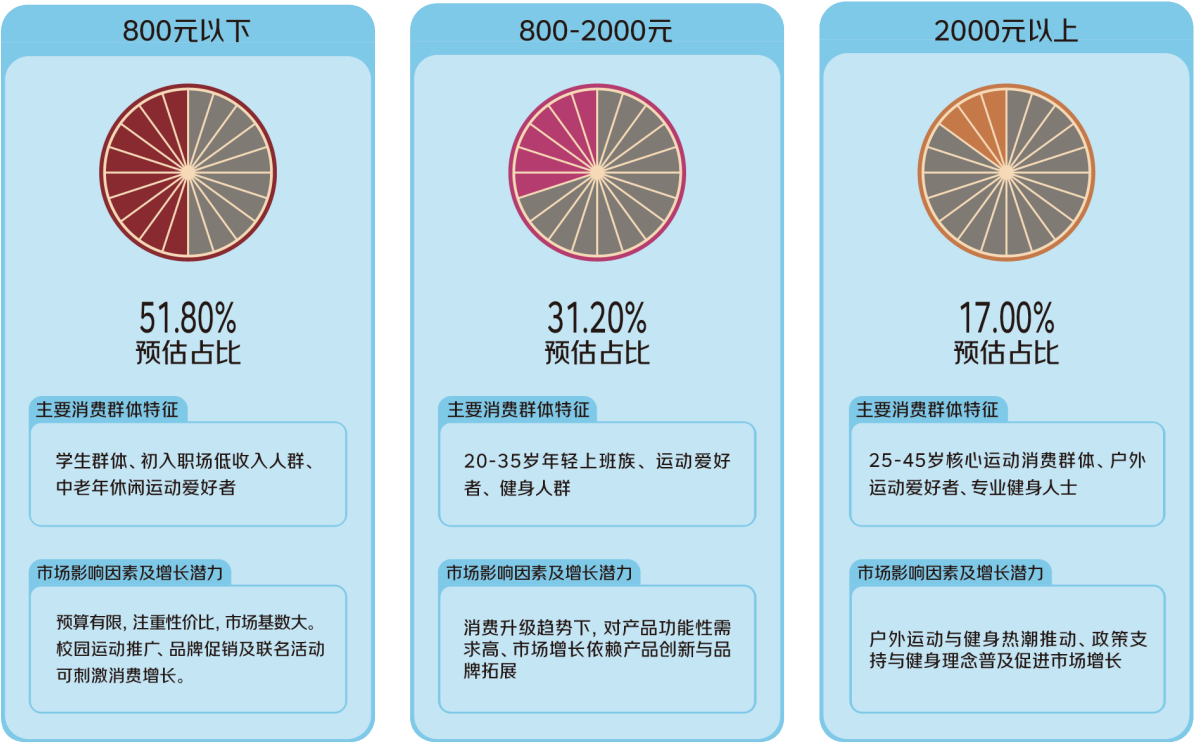 800元以下
51.80%
预估占比
主要消费群体特征
学生群体、初入职场低收入人群、
中老年休闲运动爱好者
市场影响因素及增长潜力
预算有限，注重性价比，市场基数大。
校园运动推广、品牌促销及联名活动
可刺激消费增长。
800-2000元
31.20%
预估占比
主要消费群体特征
20-35岁年轻上班族、运动爱好
者、健身人群
市场影响因素及增长潜力
消费升级趋势下，对产品功能性需
求高、市场增长依赖产品创新与品
牌拓展
2000元以上
17.00%
预估占比
主要消费群体特征
25-45岁核心运动消费群体、户外
运动爱好者、专业健身人士
市场影响因素及增长潜力
户外运动与健身热潮推动、政策支
持与健身理念普及促进市场增长